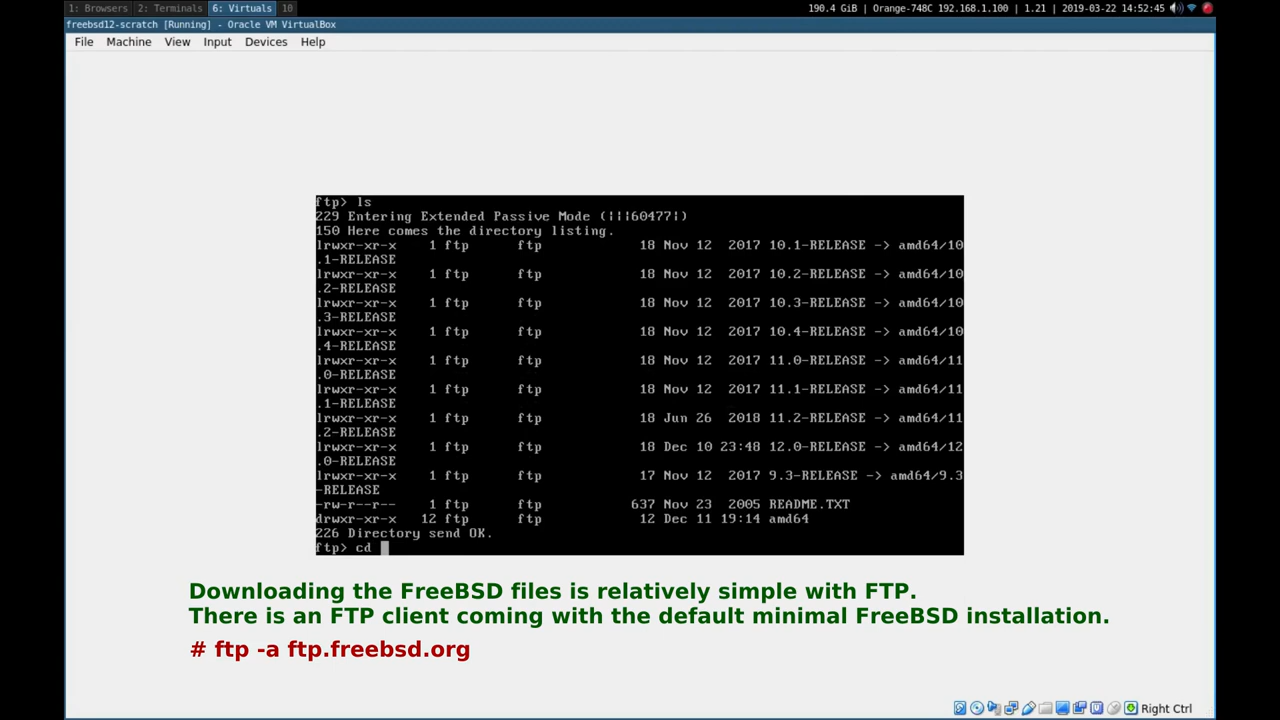 1: Browsers 2: Terminals 6: Virtuals 10 190.4 GiB | Orange-748C 192.168.1.100 | 1.21 | 2019-03-22 14:52:45
freebsd12-scratch [Running] - Oracle VM VirtualBox
File Machine View Input Devices Help
ftp> ls
229 Entering Extended Passive Mode (|||60477|)
150 Here comes the directory listing.
lrwxr-xr-x 1 ftp ftp 18 Nov 12 2017 10.1-RELEASE -> amd64/10
.1-RELEASE
lrwxr-xr-x 1 ftp ftp 18 Nov 12 2017 10.2-RELEASE -> amd64/10
.2-RELEASE
lrwxr-xr-x 1 ftp ftp 18 Nov 12 2017 10.3-RELEASE -> amd64/10
.3-RELEASE
lrwxr-xr-x 1 ftp ftp 18 Nov 12 2017 10.4-RELEASE -> amd64/10
.4-RELEASE
lrwxr-xr-x 1 ftp ftp 18 Nov 12 2017 11.0-RELEASE -> amd64/11
.0-RELEASE
lrwxr-xr-x 1 ftp ftp 18 Nov 12 2017 11.1-RELEASE -> amd64/11
.1-RELEASE
lrwxr-xr-x 1 ftp ftp 18 Jun 26 2018 11.2-RELEASE -> amd64/11
.2-RELEASE
lrwxr-xr-x 1 ftp ftp 18 Dec 10 23:48 12.0-RELEASE -> amd64/12
.0-RELEASE
lrwxr-xr-x 1 ftp ftp 17 Nov 12 2017 9.3-RELEASE -> amd64/9.3
-RELEASE
-rw-r--r-- 1 ftp ftp 637 Nov 23 2005 README.TXT
drwxr-xr-x 12 ftp ftp 12 Dec 11 19:14 amd64
226 Directory send OK.
ftp> cd
Downloading the FreeBSD files is relatively simple with FTP.
There is an FTP client coming with the default minimal FreeBSD installation.
# ftp -a ftp.freebsd.org
Right Ctrl